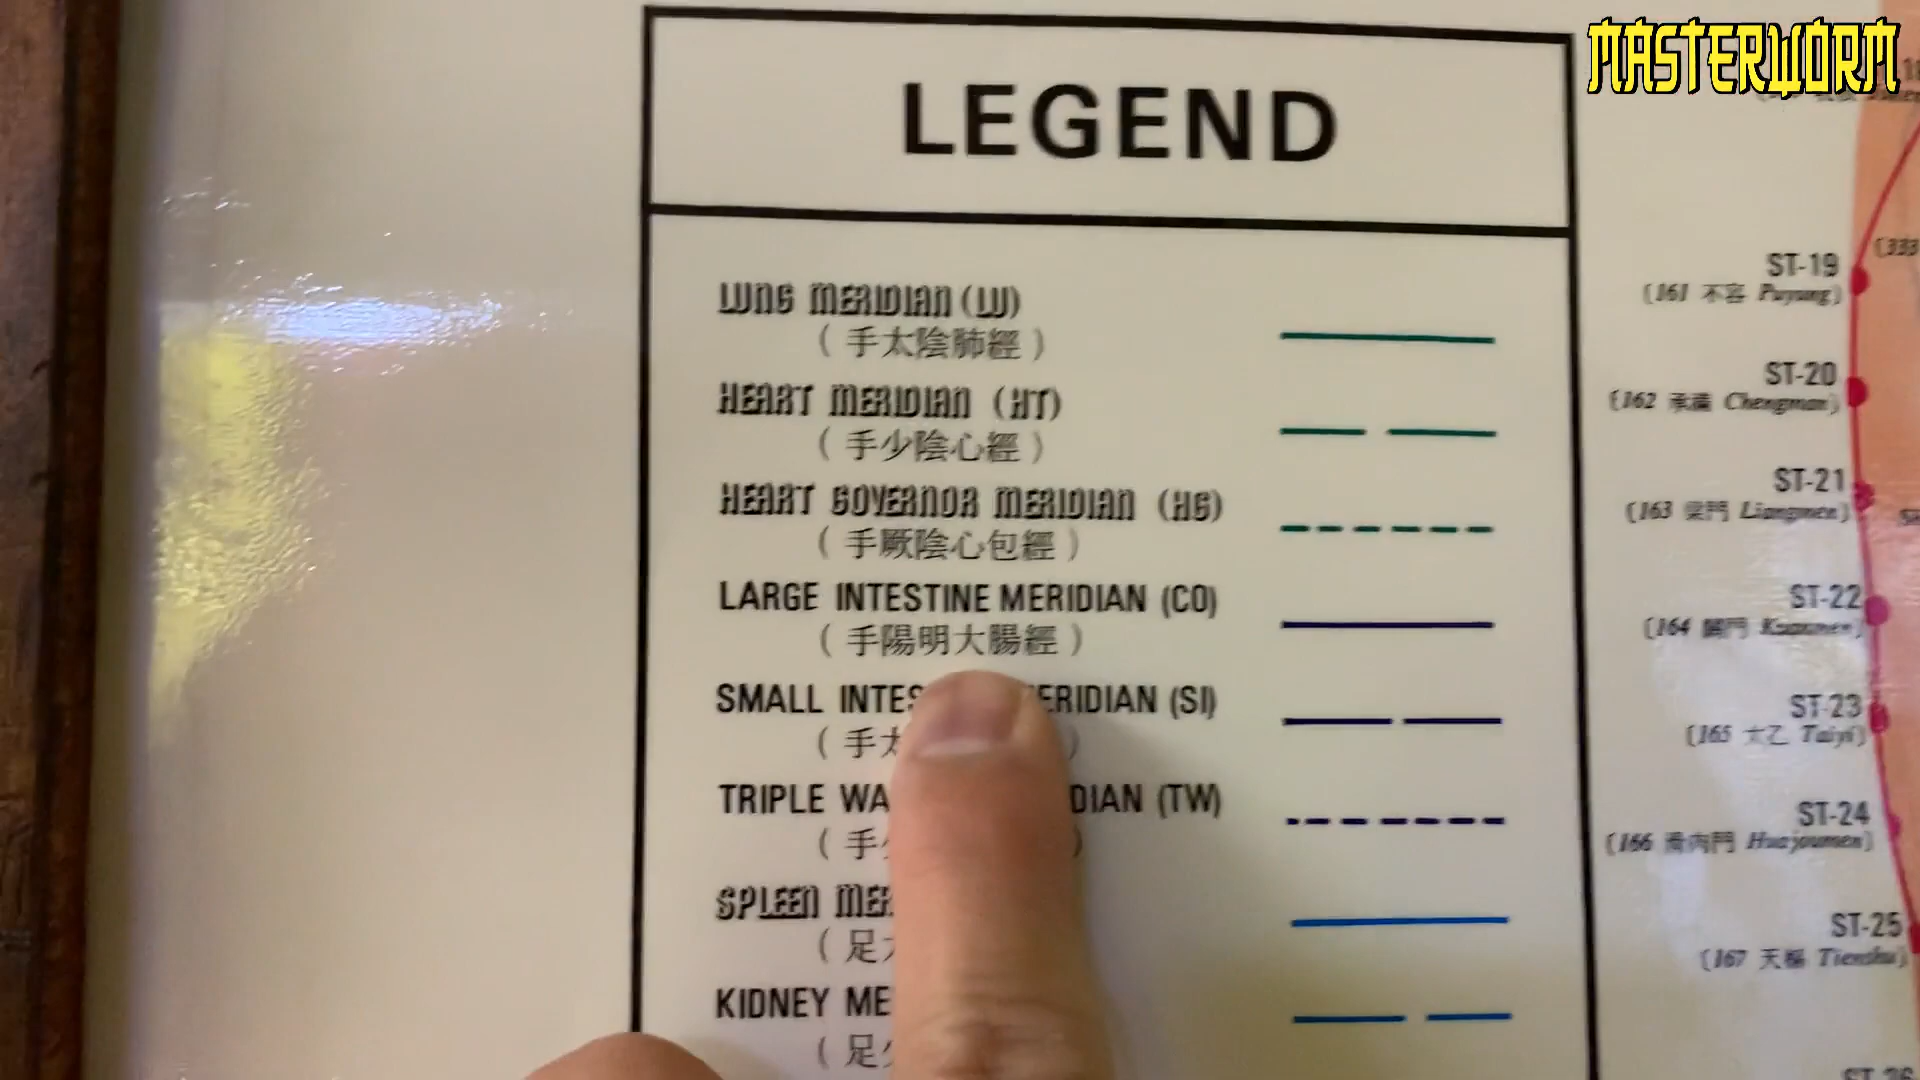 MASTERWORM
LEGEND
LUNG MERIDIAN (LU)
(手太陰肺經)
HEART MERIDIAN (HT)
(手少陰心經)
HEART GOVERNOR MERIDIAN (HG)
(手厥陰心包經)
LARGE INTESTINE MERIDIAN (CO)
(手陽明大腸經)
SMALL INTES ERIDIAN (SI)
(手太 )
TRIPLE WA DIAN (TW)
(手 )
SPLEEN ME
(足
KIDNEY ME
(足
ST-19
(161 不容 Puyung)
ST-20
(162 承滿 Chengman)
ST-21
(163 梁門 Liangmen)
ST-22
(164 關門 Kuanmen)
ST-23
(165 太乙 Taiyi)
ST-24
(166 滑肉門 Huajoumen)
ST-25
(167 天樞 Tienshu)
(333